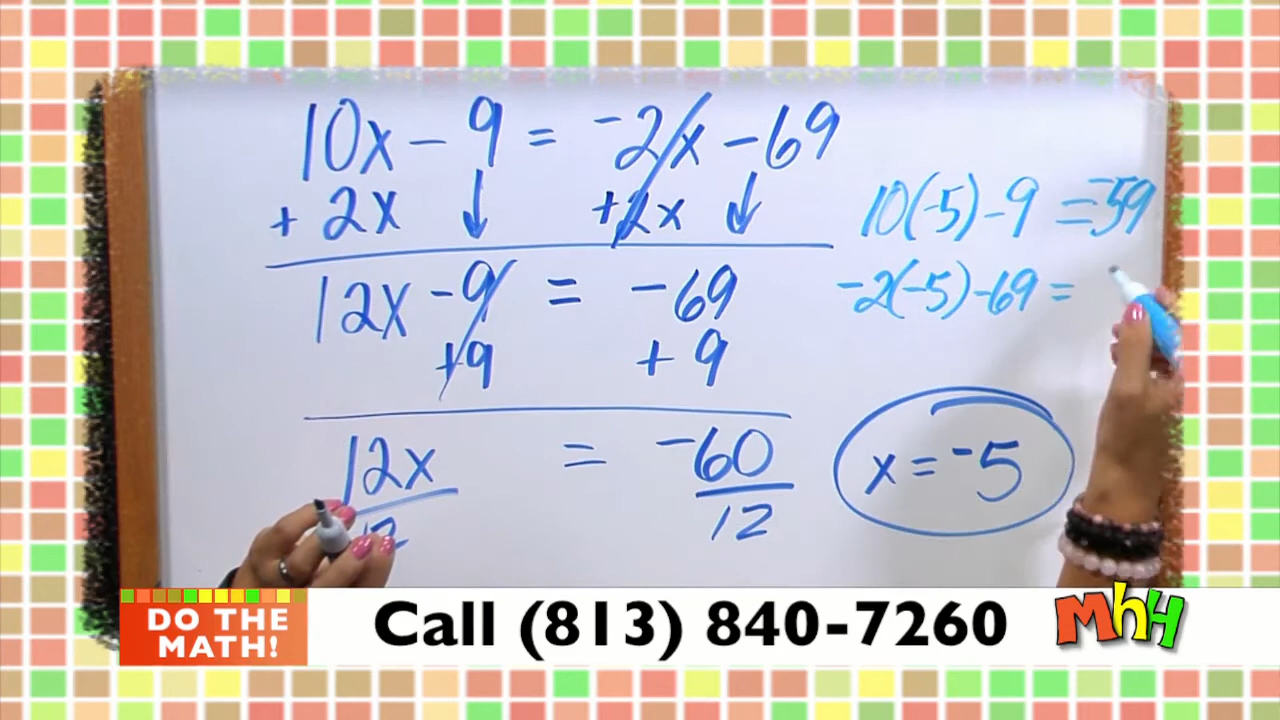 10x - 9 = -2x - 69
+ 2x ↓ +2x ↓
12x - 9 = -69
+9 + 9
12x = -60
12 12
10(-5) - 9 = -59
-2(-5) - 69 =
x = -5
DO THE
MATH!
Call (813) 840-7260
MhH